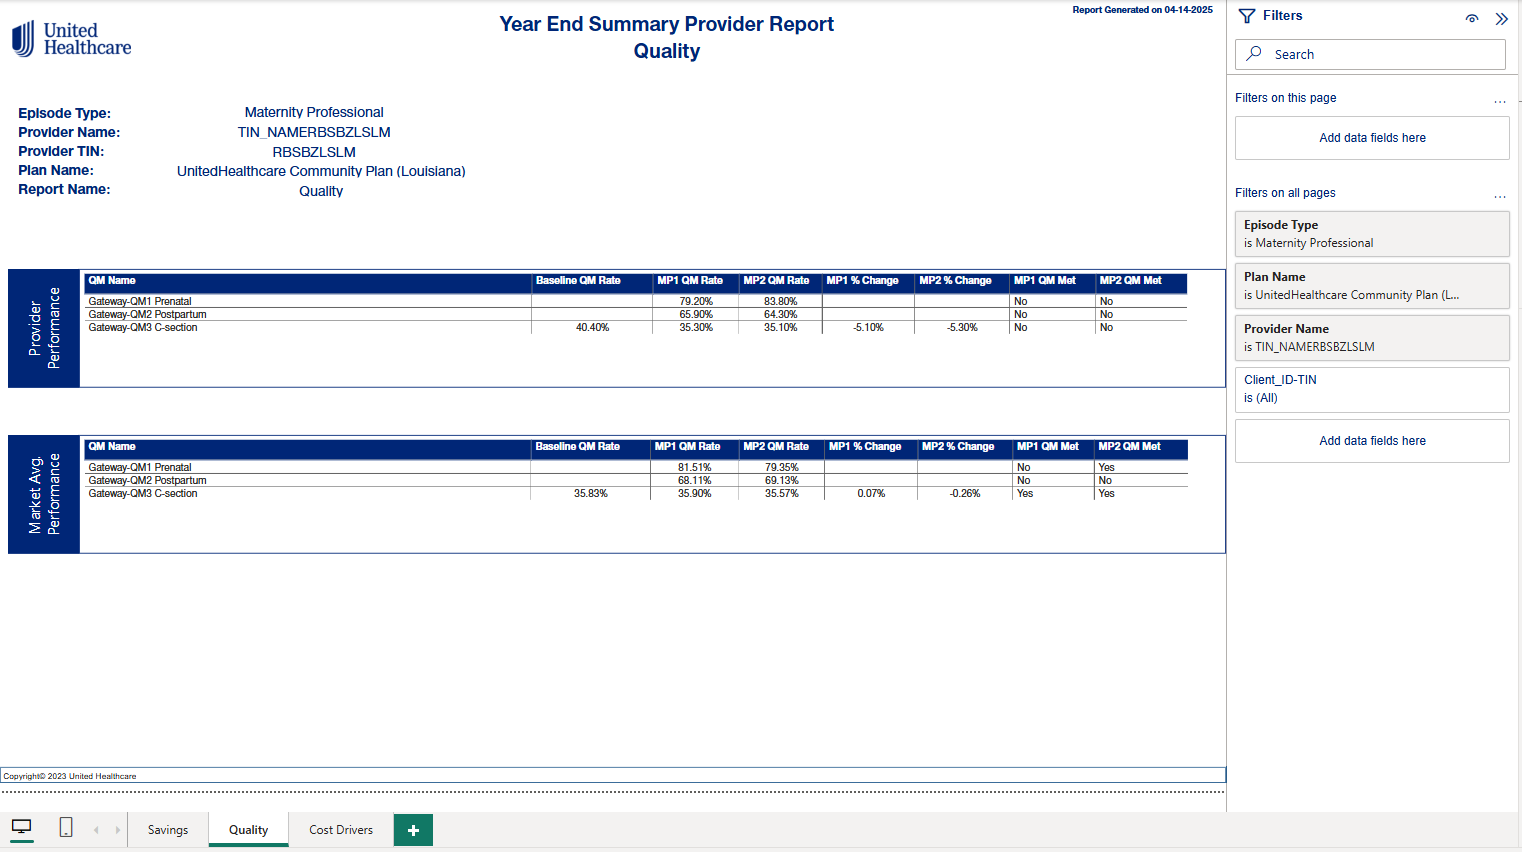 United
Healthcare
Year End Summary Provider Report
Quality
Report Generated on 04-14-2025
Episode Type: Maternity Professional
Provider Name: TIN_NAMERBSBZLSLM
Provider TIN: RBSBZLSLM
Plan Name: UnitedHealthcare Community Plan (Louisiana)
Report Name: Quality
Provider
Performance
QM Name Baseline QM Rate MP1 QM Rate MP2 QM Rate MP1 % Change MP2 % Change MP1 QM Met MP2 QM Met
Gateway-QM1 Prenatal 79.20% 83.80% No No
Gateway-QM2 Postpartum 65.90% 64.30% No No
Gateway-QM3 C-section 40.40% 35.30% 35.10% -5.10% -5.30% No No
Market Avg.
Performance
QM Name Baseline QM Rate MP1 QM Rate MP2 QM Rate MP1 % Change MP2 % Change MP1 QM Met MP2 QM Met
Gateway-QM1 Prenatal 81.51% 79.35% No Yes
Gateway-QM2 Postpartum 68.11% 69.13% No No
Gateway-QM3 C-section 35.83% 35.90% 35.57% 0.07% -0.26% Yes Yes
Copyright© 2023 United Healthcare
Savings Quality Cost Drivers +
Filters
Search
Filters on this page ...
Add data fields here
Filters on all pages ...
Episode Type
is Maternity Professional
Plan Name
is UnitedHealthcare Community Plan (L...
Provider Name
is TIN_NAMERBSBZLSLM
Client_ID-TIN
is (All)
Add data fields here